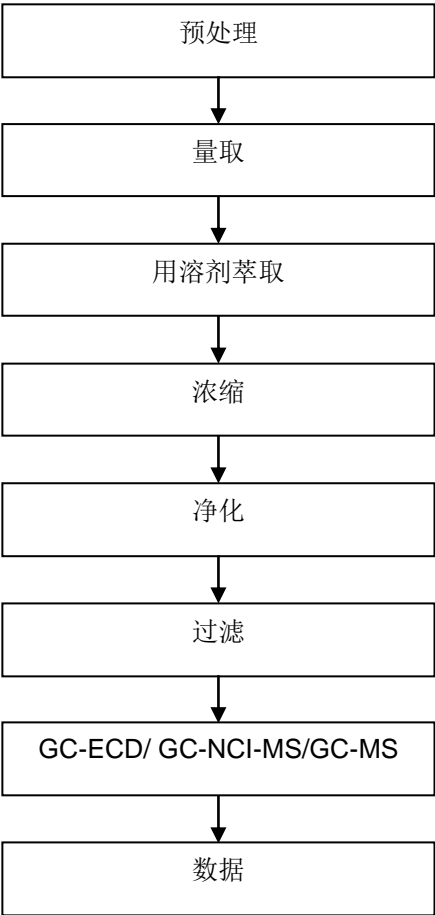 预处理
量取
用溶剂萃取
浓缩
净化
过滤
GC-ECD/ GC-NCI-MS/GC-MS
数据